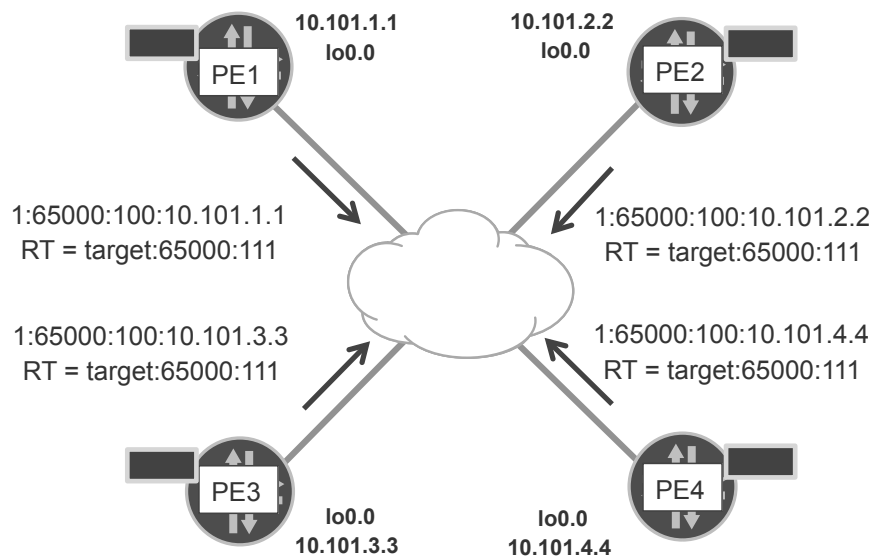 10.101.1.1
lo0.0
PE1
10.101.2.2
lo0.0
PE2
1:65000:100:10.101.1.1
RT = target:65000:111
1:65000:100:10.101.2.2
RT = target:65000:111
1:65000:100:10.101.3.3
RT = target:65000:111
1:65000:100:10.101.4.4
RT = target:65000:111
PE3
lo0.0
10.101.3.3
PE4
lo0.0
10.101.4.4